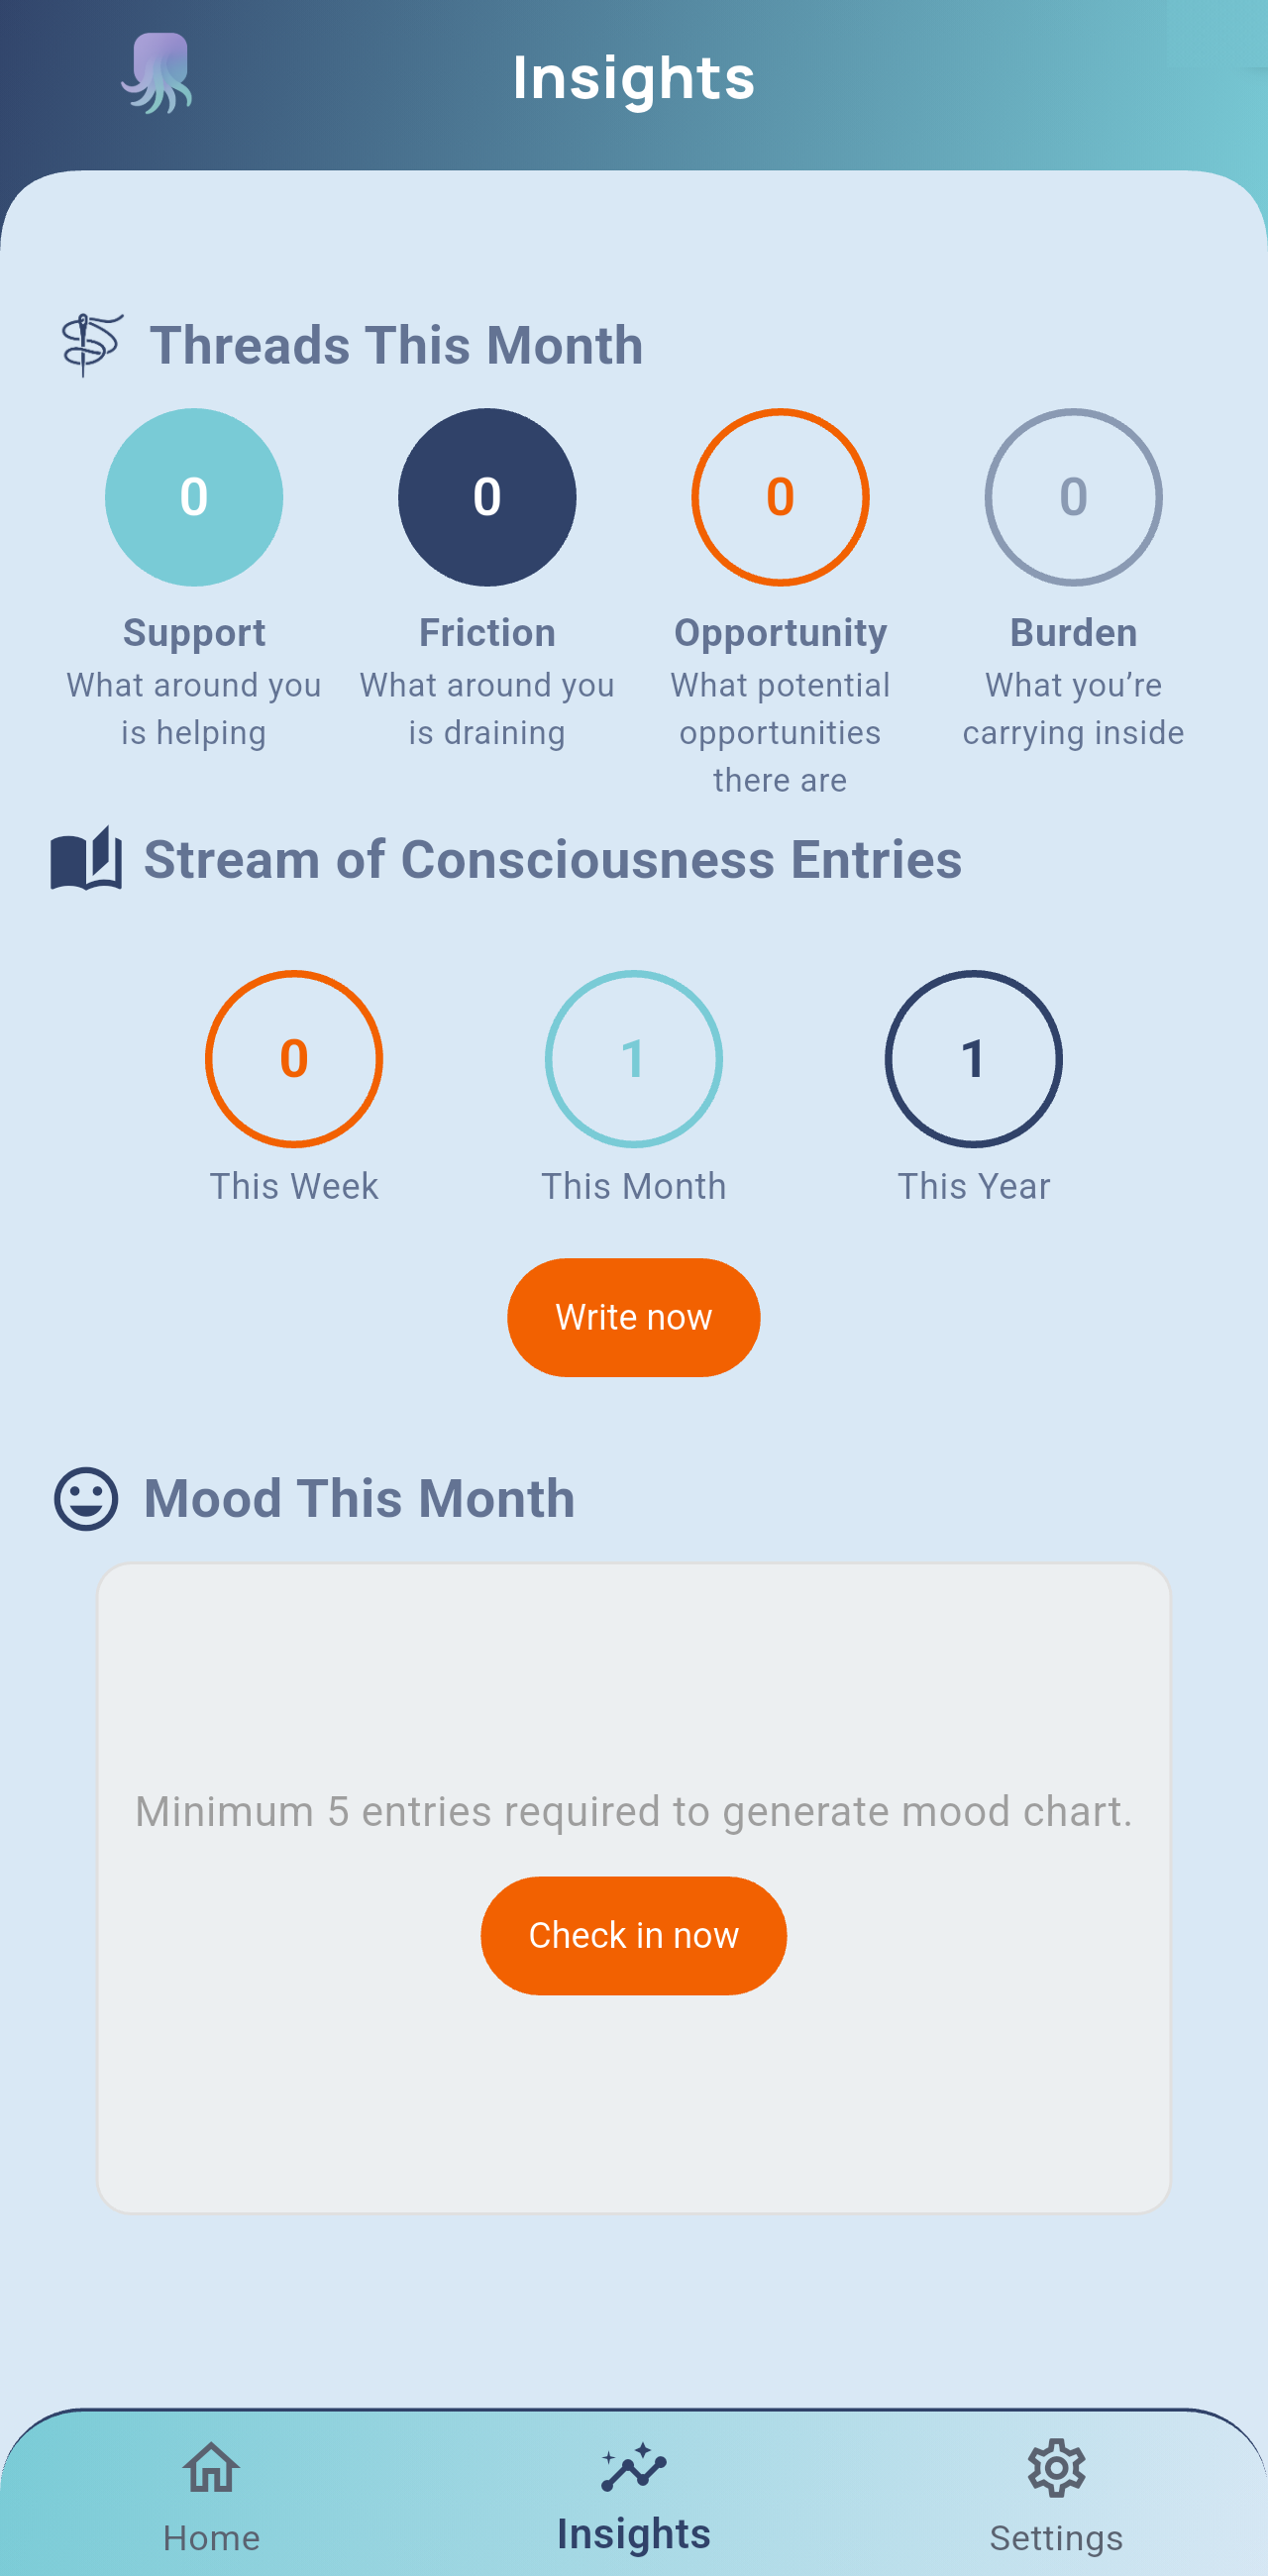 Insights
Threads This Month
0 0 0 0
Support Friction Opportunity Burden
What around you What around you What potential What you’re
is helping is draining opportunities carrying inside
there are
Stream of Consciousness Entries
0 1 1
This Week This Month This Year
Write now
Mood This Month
Minimum 5 entries required to generate mood chart.
Check in now
Home Insights Settings